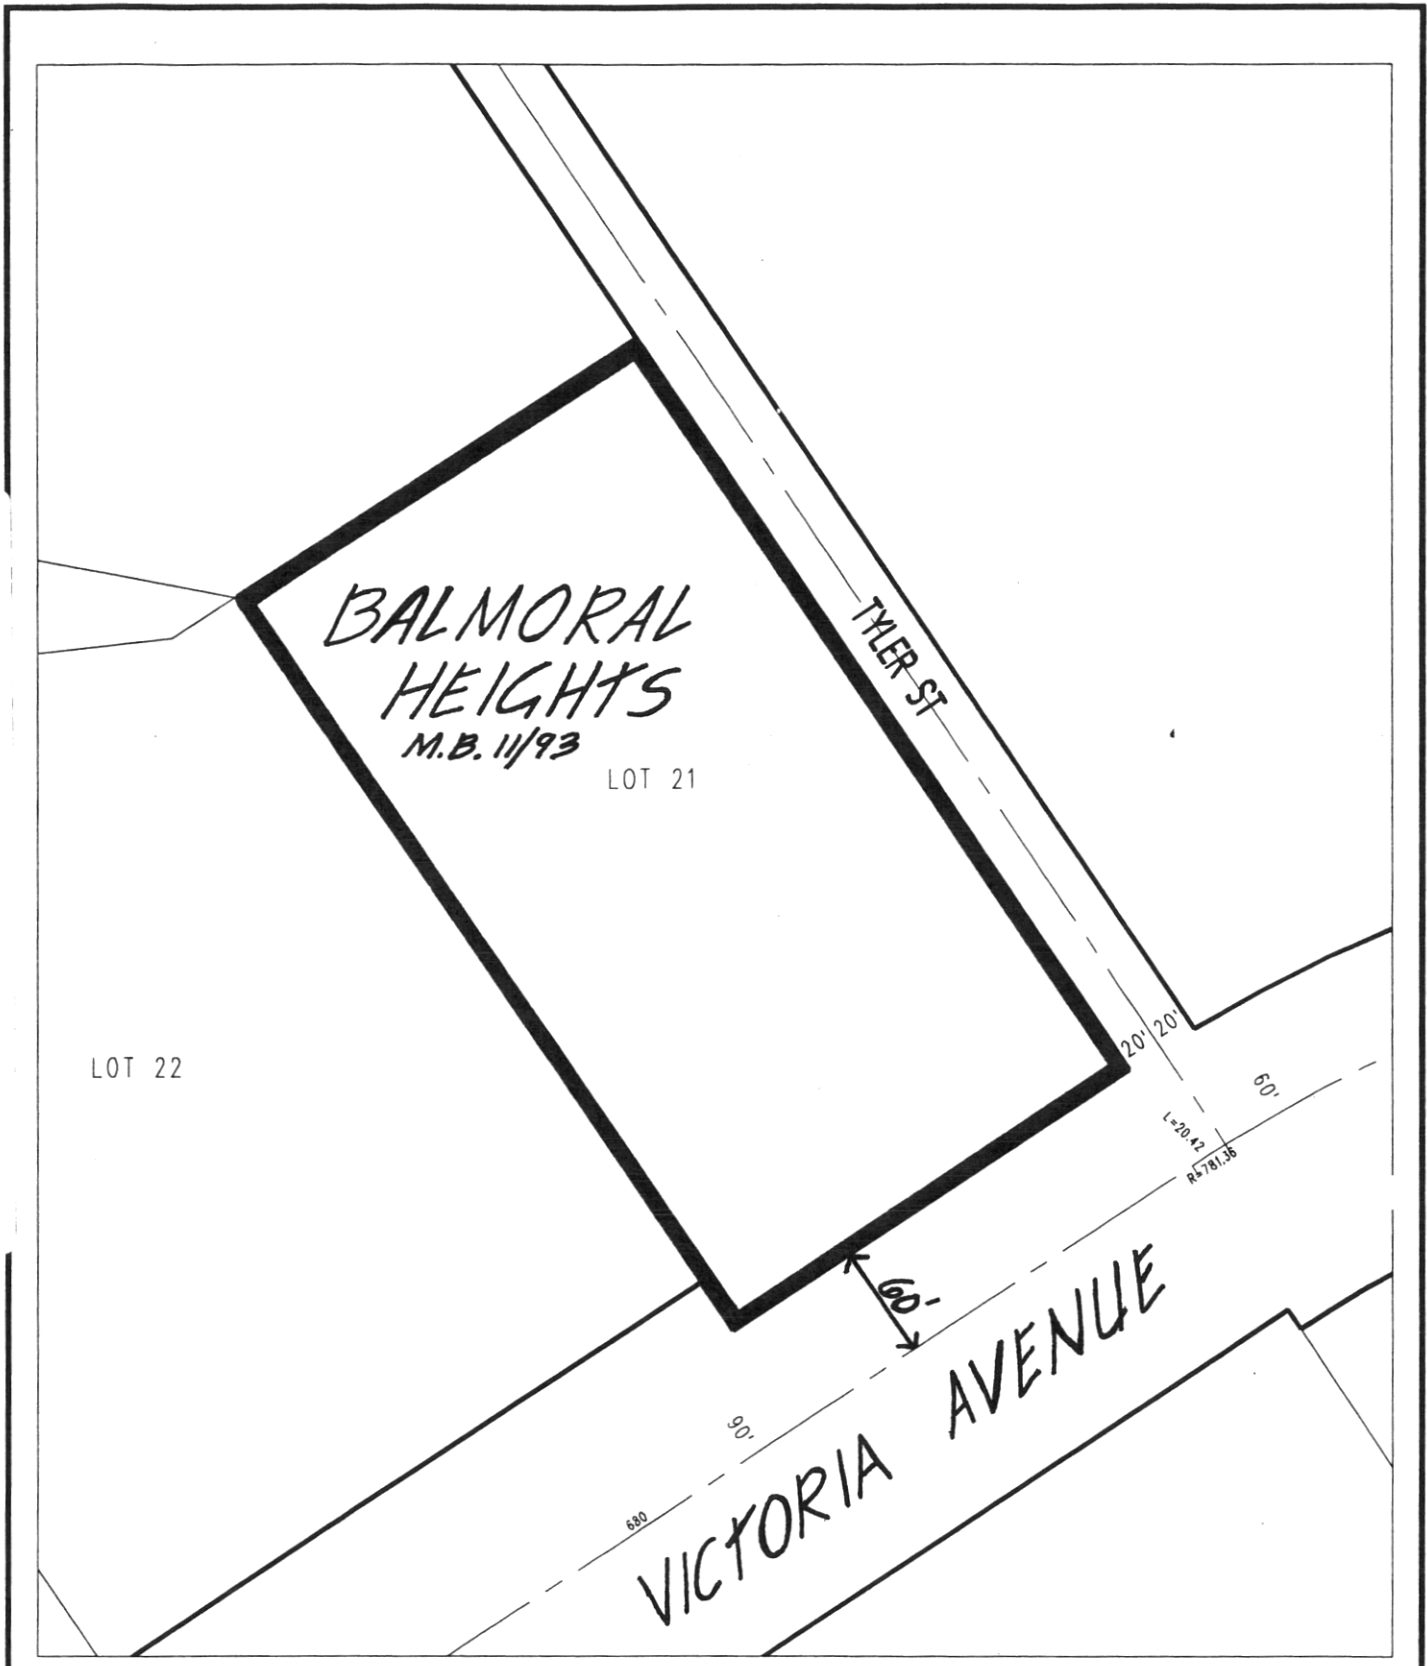 BALMORAL
HEIGHTS
M.B. 11/93
LOT 21
TYLER ST
LOT 22
20' 20'
60'
L=20.42
R=781.36
60'
90'
680
VICTORIA AVENUE